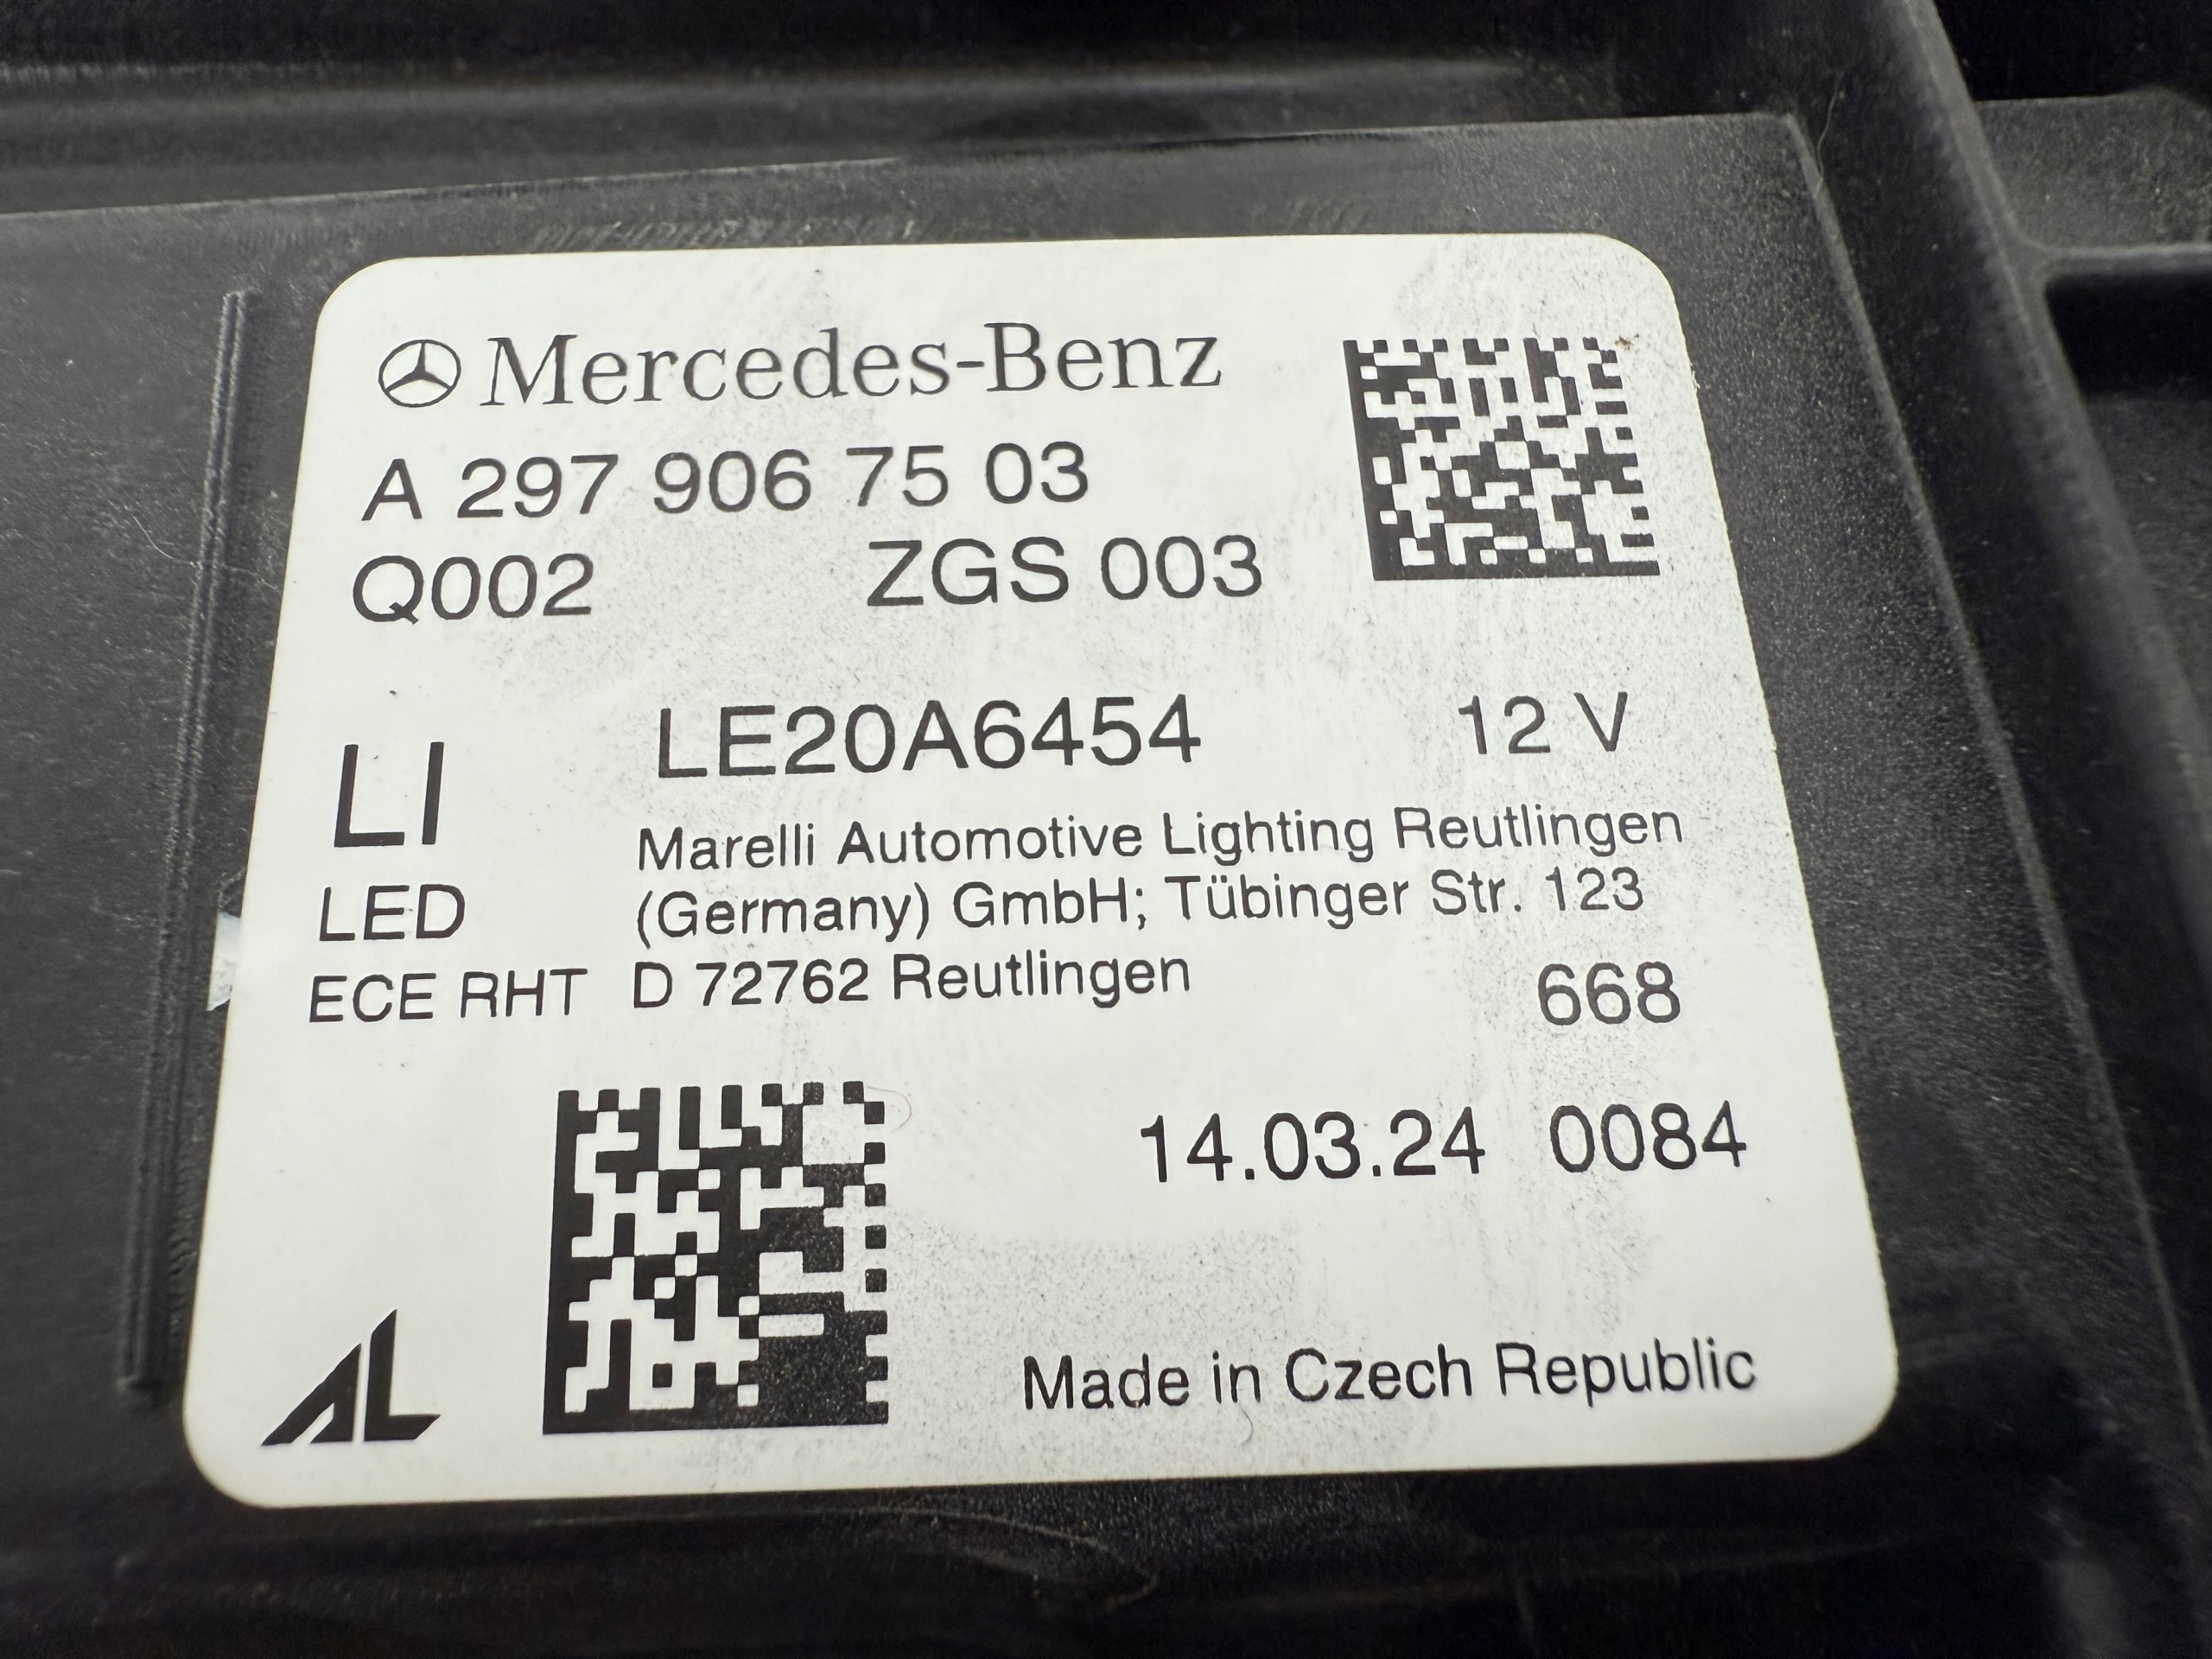 Mercedes-Benz
A 297 906 75 03
Q002 ZGS 003
LI LE20A6454 12 V
Marelli Automotive Lighting Reutlingen
LED (Germany) GmbH; Tübinger Str. 123
ECE RHT D 72762 Reutlingen
668
14.03.24 0084
AL
Made in Czech Republic